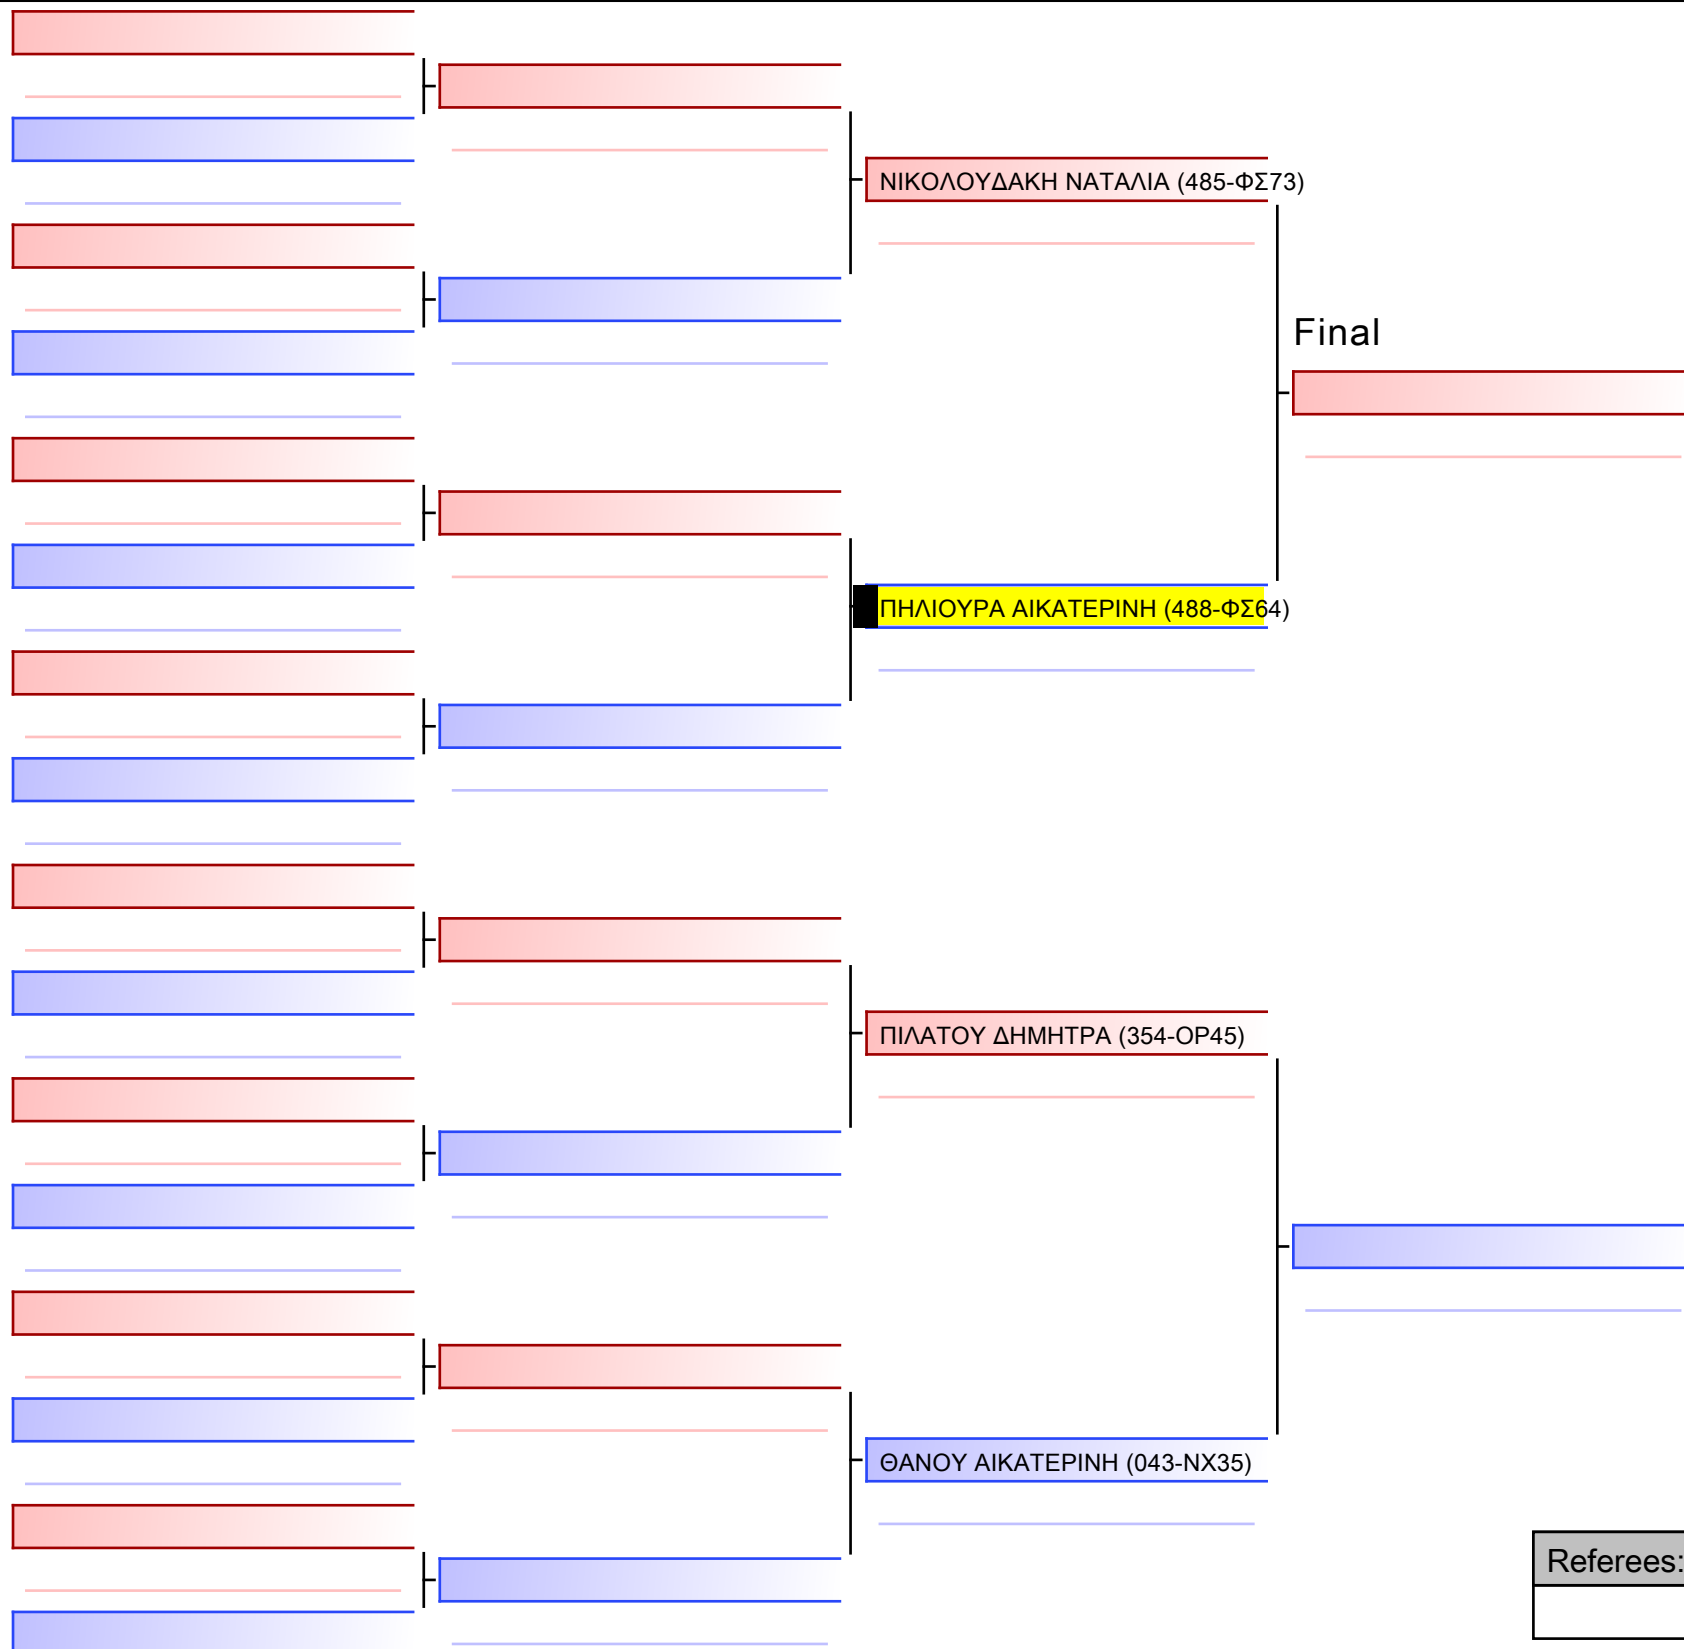 ΝΙΚΟΛΟΥΔΑΚΗ ΝΑΤΑΛΙΑ (485-ΦΣ73)
Final
ΠΗΛΙΟΥΡΑ ΑΙΚΑΤΕΡΙΝΗ (488-ΦΣ64)
ΠΙΛΑΤΟΥ ΔΗΜΗΤΡΑ (354-ΟΡ45)
ΘΑΝΟΥ ΑΙΚΑΤΕΡΙΝΗ (043-ΝΧ35)
Referees: